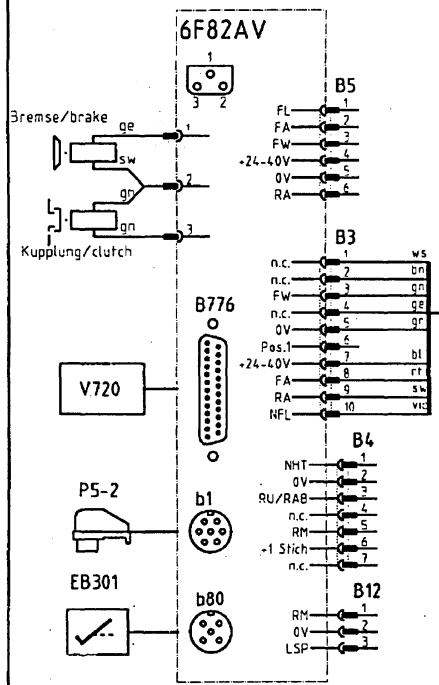 6F82AV
1
3 2
B5
FL 1
FA 2
FW 3
+24-40V 4
0V 5
RA 6
Bremse/brake
ge 1
sw
2
gn
gn 3
Kupplung/clutch
B3
n.c. 1 ws
n.c. 2 bn
FW 3 gn
n.c. 4 ge
0V 5 gr
Pos.1 6
+24-40V 7 bl
FA 8 rt
RA 9 sw
NFL 10 vio
B776
V720
B4
NHT 1
0V 2
RU/RAB 3
n.c. 4
RM 5
+1 Stich 6
n.c. 7
P5-2
b1
EB301
b80
B12
RM 1
0V 2
LSP 3